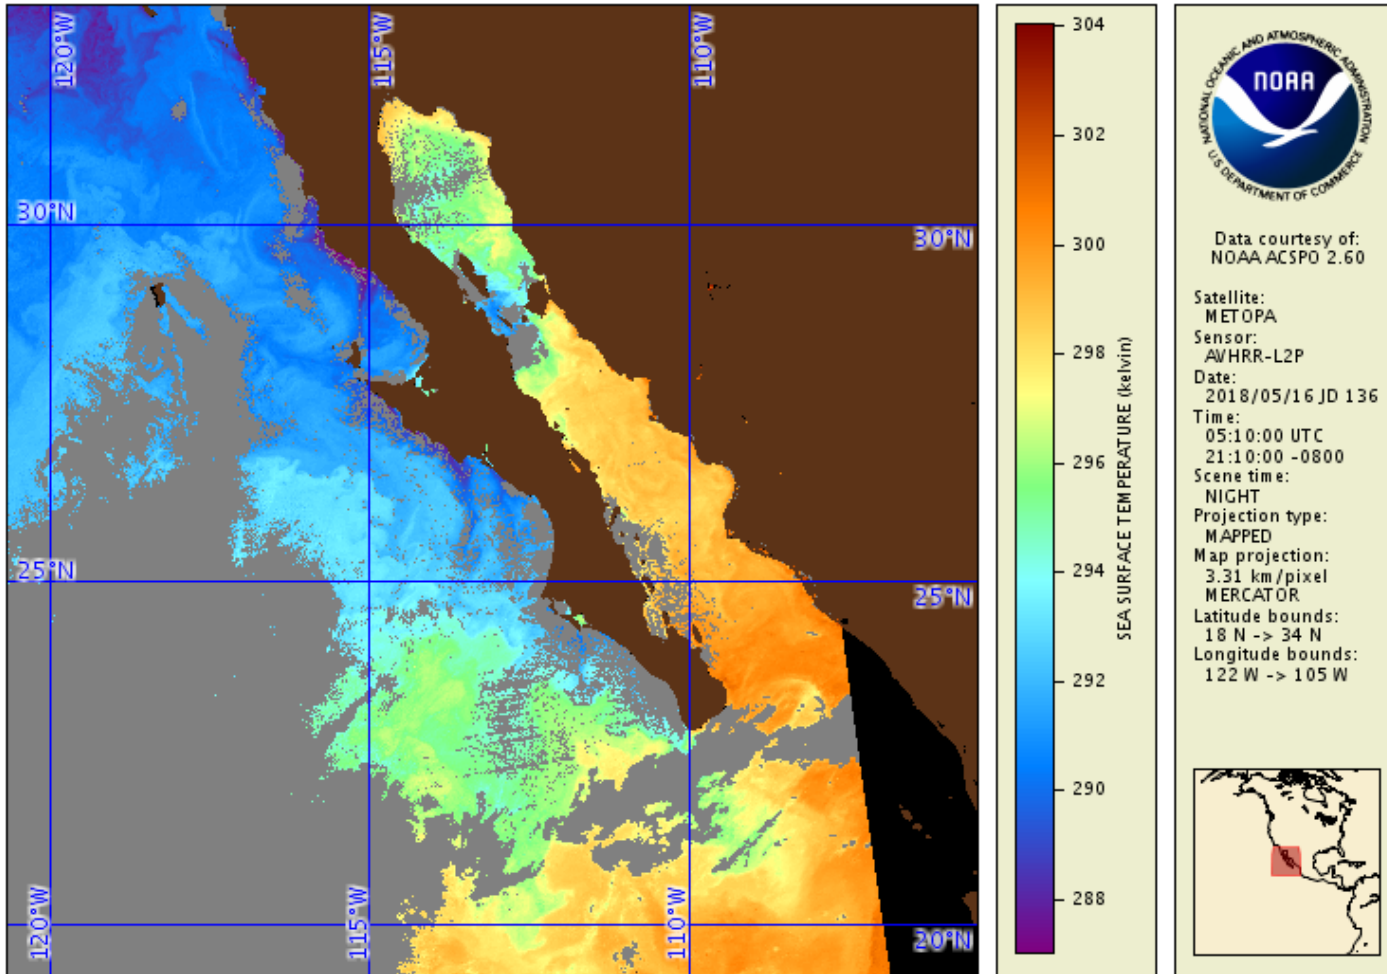 120°W
115°W
110°W
30°N
30°N
25°N
25°N
120°W
115°W
110°W
20°N
304
302
300
298
296
294
292
290
288
SEA SURFACE TEMPERATURE (kelvin)
NATIONAL OCEANIC AND ATMOSPHERIC ADMINISTRATION
NOAA
U.S. DEPARTMENT OF COMMERCE
Data courtesy of:
NOAA ACSPO 2.60
Satellite:
METOPA
Sensor:
AVHRR-L2P
Date:
2018/05/16 JD 136
Time:
05:10:00 UTC
21:10:00 -0800
Scene time:
NIGHT
Projection type:
MAPPED
Map projection:
3.31 km/pixel
MERCATOR
Latitude bounds:
18 N -> 34 N
Longitude bounds:
122 W -> 105 W